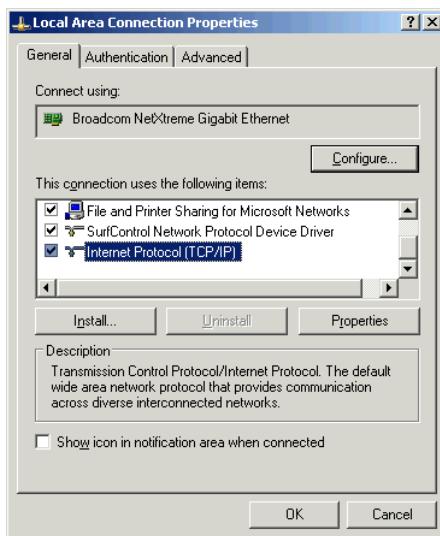 Local Area Connection Properties
General Authentication Advanced
Connect using:
Broadcom NetXtreme Gigabit Ethernet
Configure...
This connection uses the following items:
File and Printer Sharing for Microsoft Networks
SurfControl Network Protocol Device Driver
Internet Protocol (TCP/IP)
Install... Uninstall Properties
Description
Transmission Control Protocol/Internet Protocol. The default
wide area network protocol that provides communication
across diverse interconnected networks.
Show icon in notification area when connected
OK Cancel